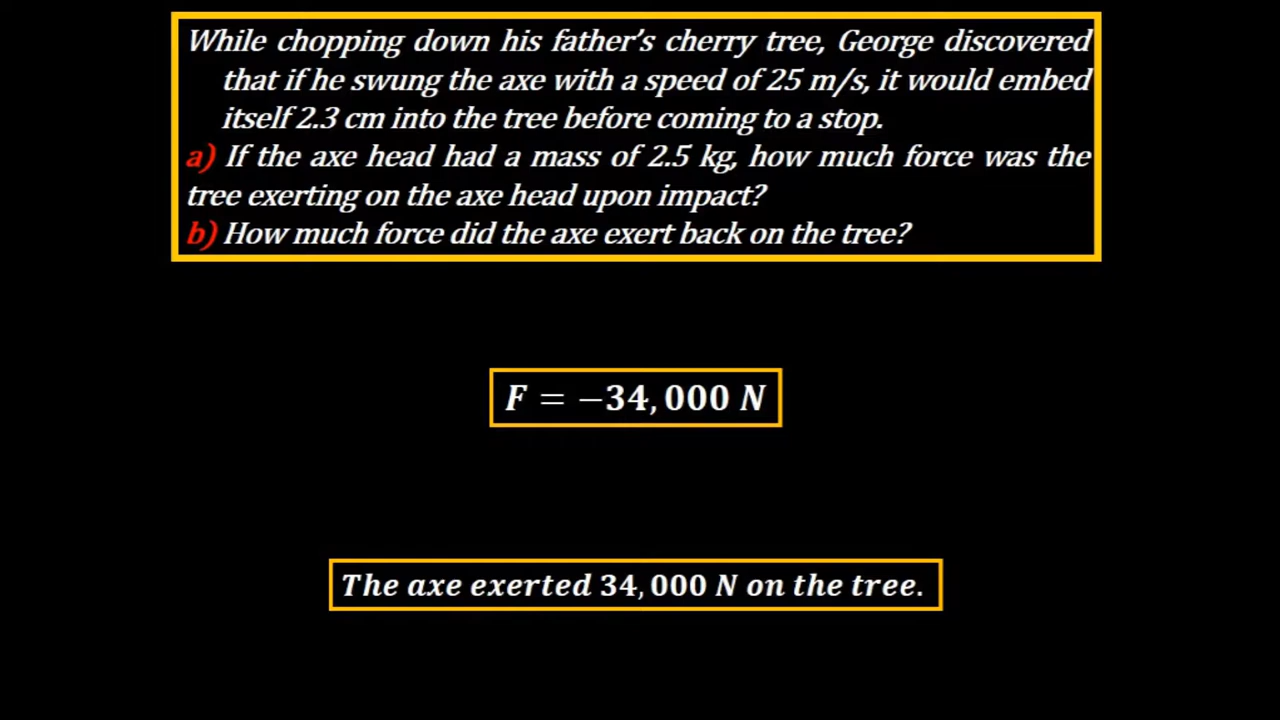 While chopping down his father's cherry tree, George discovered
that if he swung the axe with a speed of 25 m/s, it would embed
itself 2.3 cm into the tree before coming to a stop.
a) If the axe head had a mass of 2.5 kg, how much force was the
tree exerting on the axe head upon impact?
b) How much force did the axe exert back on the tree?
F = −34,000 N
The axe exerted 34,000 N on the tree.